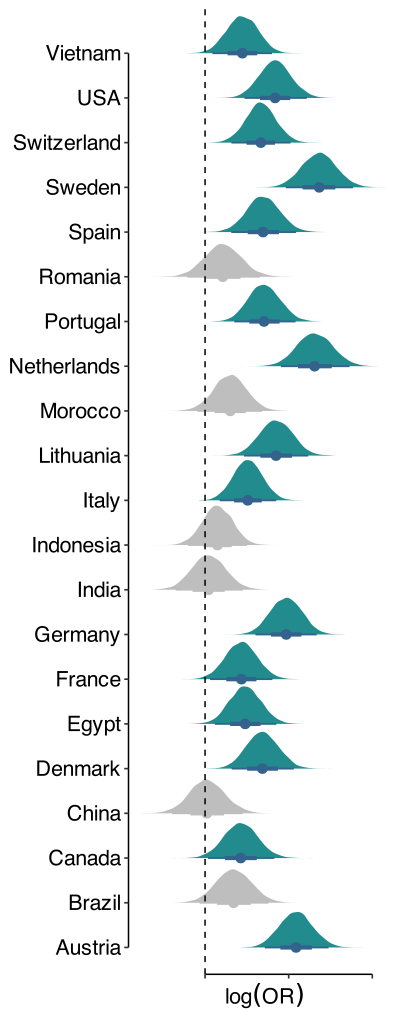 Vietnam
USA
Switzerland
Sweden
Spain
Romania
Portugal
Netherlands
Morocco
Lithuania
Italy
Indonesia
India
Germany
France
Egypt
Denmark
China
Canada
Brazil
Austria
log(OR)